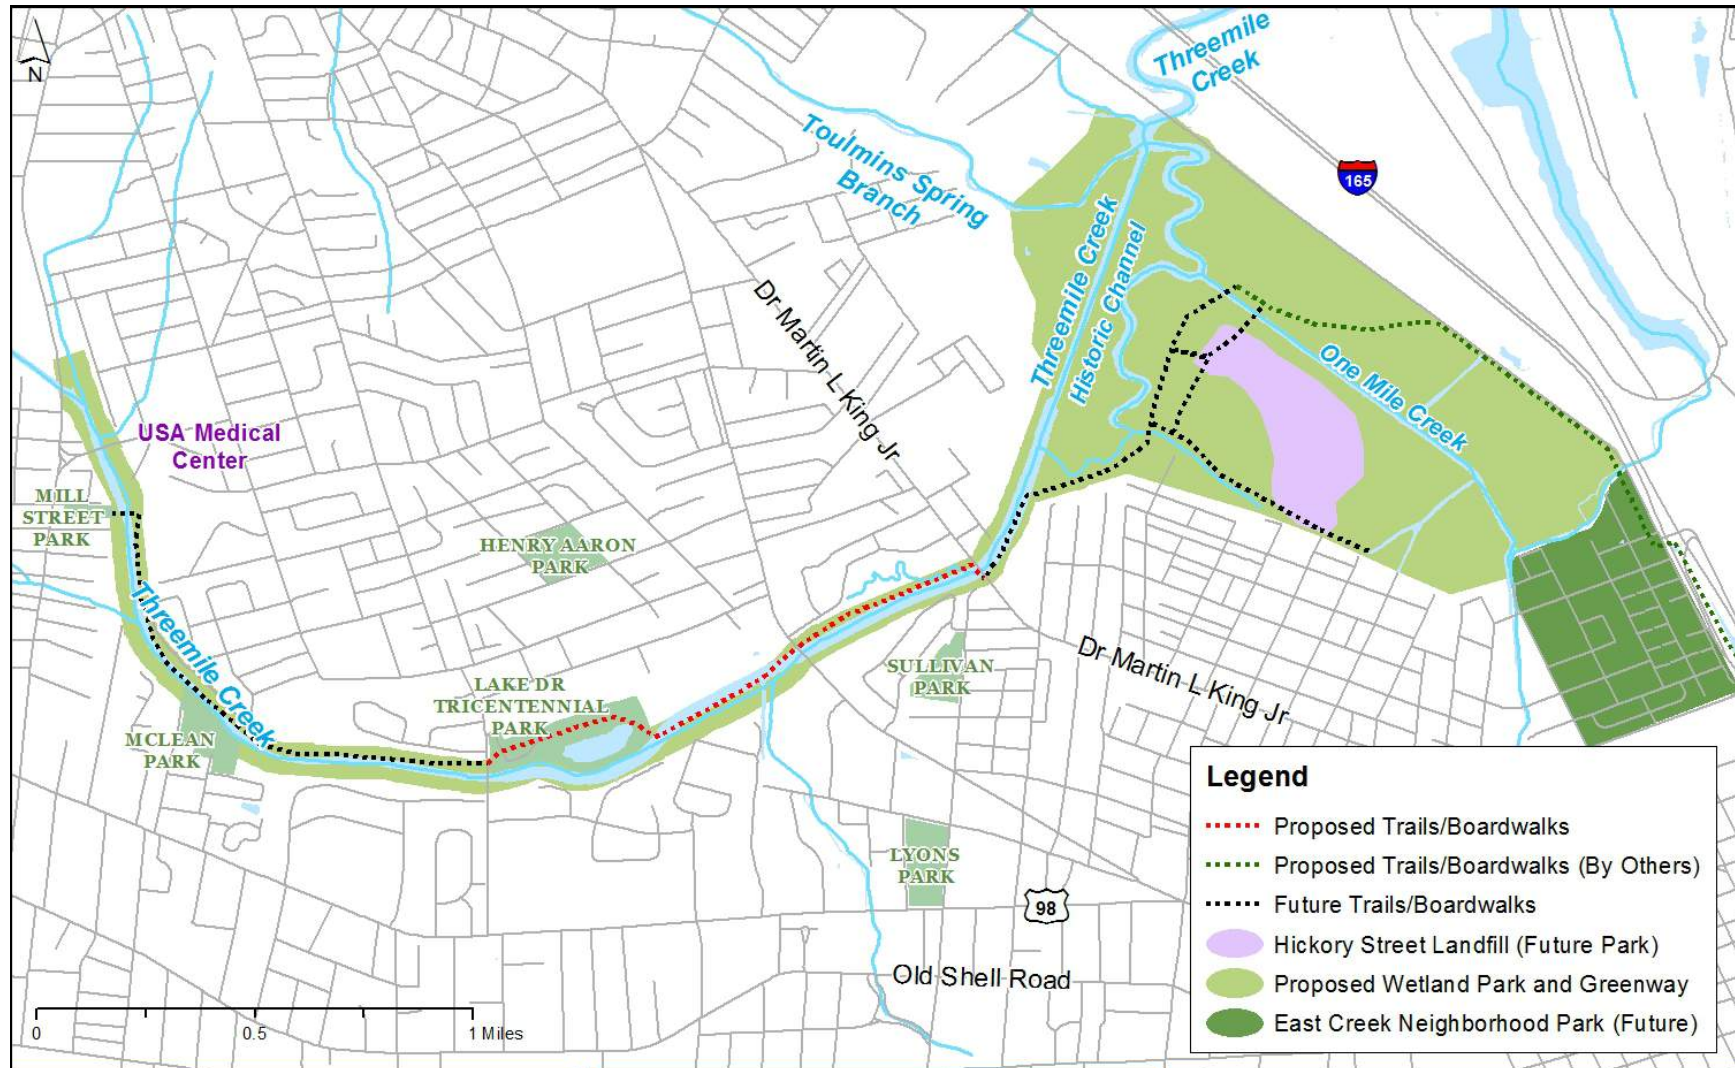 N
Threemile
Creek
Toulmins Spring
Branch
165
Threemile Creek
Historic Channel
Dr Martin L King Jr
One Mile Creek
USA Medical
Center
MILL
STREET
PARK
HENRY AARON
PARK
Threemile Creek
LAKE DR
TRICENTENNIAL
PARK
SULLIVAN
PARK
Dr Martin L King Jr
MCLEAN
PARK
LYONS
PARK
98
Old Shell Road
0 0.5 1 Miles
Legend
Proposed Trails/Boardwalks
Proposed Trails/Boardwalks (By Others)
Future Trails/Boardwalks
Hickory Street Landfill (Future Park)
Proposed Wetland Park and Greenway
East Creek Neighborhood Park (Future)